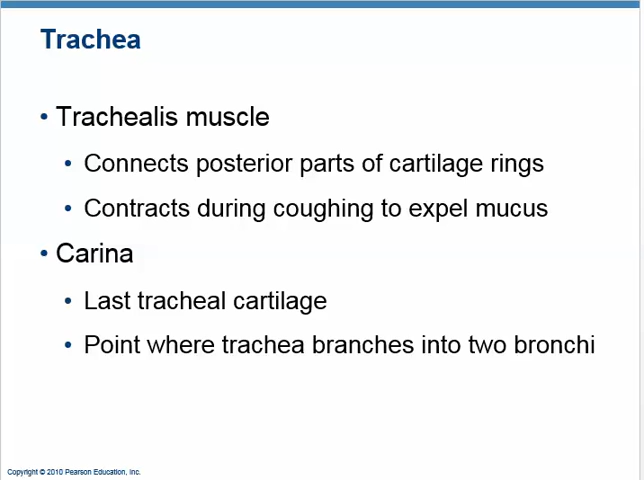 Trachea
• Trachealis muscle
• Connects posterior parts of cartilage rings
• Contracts during coughing to expel mucus
• Carina
• Last tracheal cartilage
• Point where trachea branches into two bronchi
Copyright © 2010 Pearson Education, Inc.